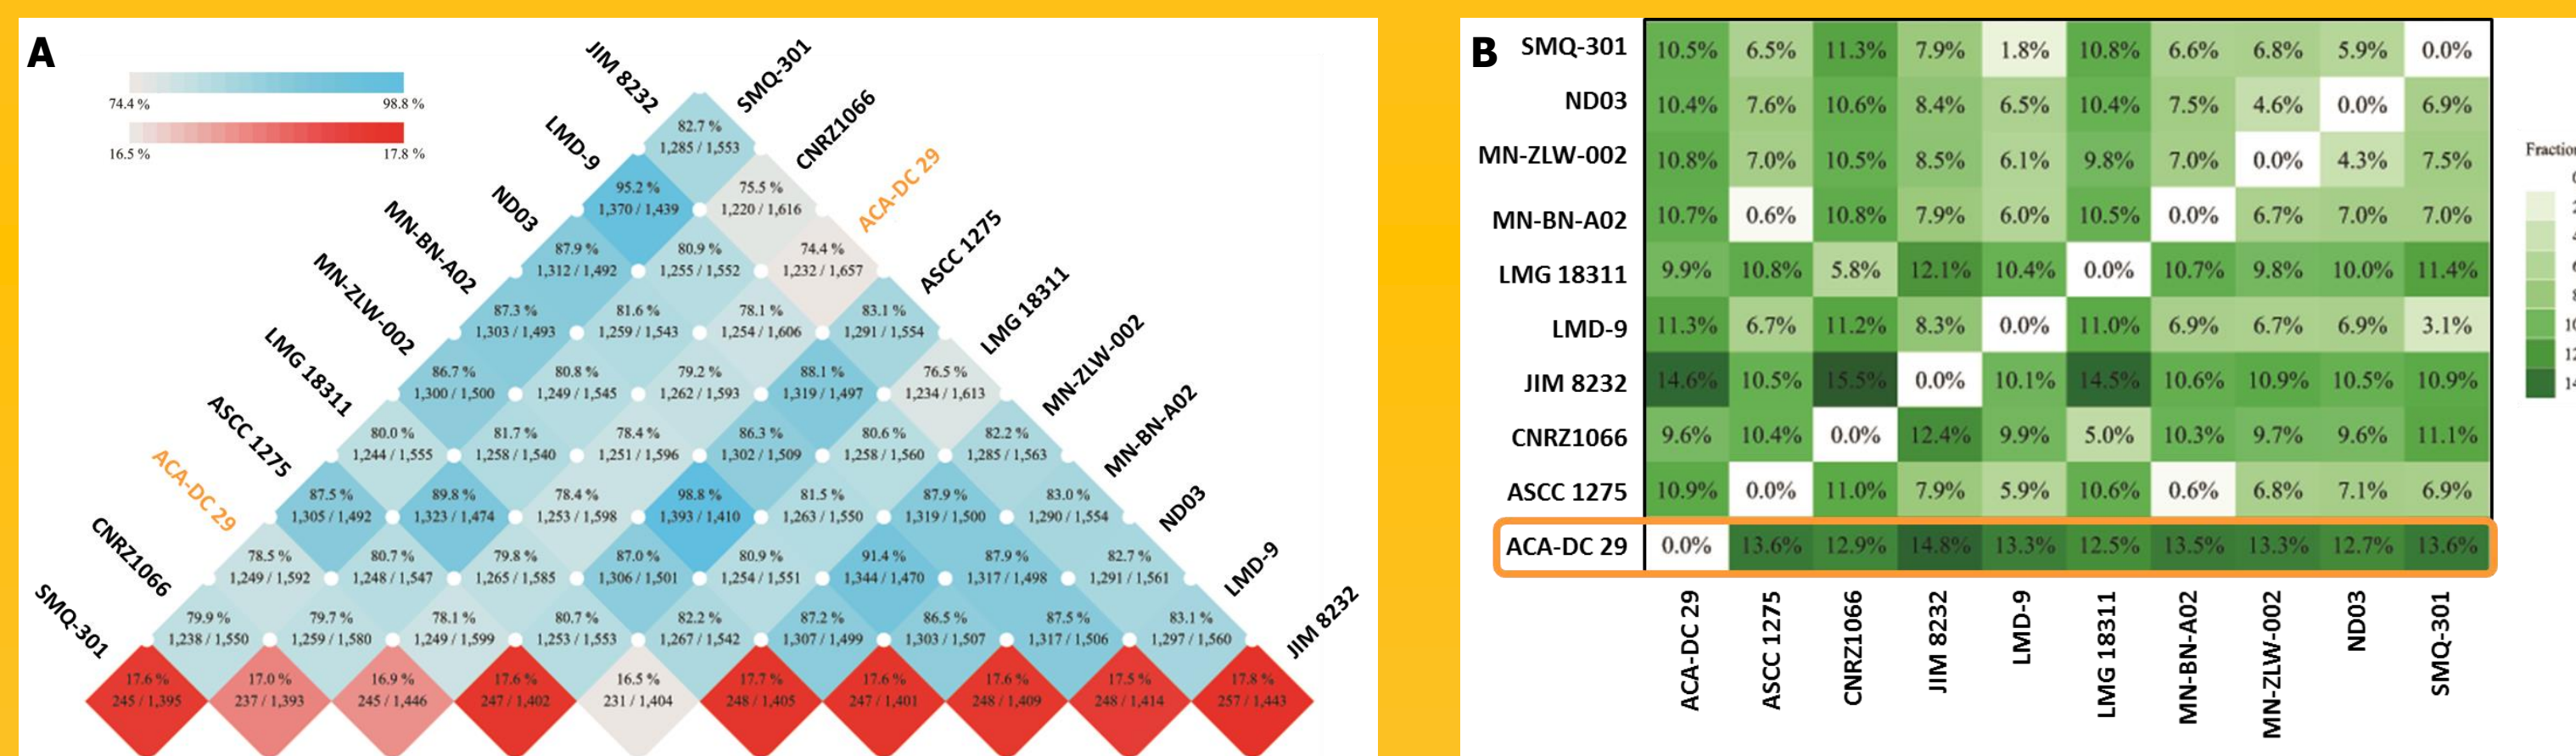 A
74.4 %
98.8 %
16.5 %
17.8 %
JIM 8232
LMD-9
ND03
MN-BN-A02
MN-ZLW-002
LMG 18311
ASCC 1275
ACA-DC 29
CNRZ1066
SMQ-301
SMQ-301
CNRZ1066
ACA-DC 29
ASCC 1275
LMG 18311
MN-ZLW-002
MN-BN-A02
ND03
LMD-9
JIM 8232
82.7 %
1,285 / 1,553
95.2 % 75.5 %
1,370 / 1,439 1,220 / 1,616
87.9 % 80.9 % 74.4 %
1,312 / 1,492 1,255 / 1,552 1,232 / 1,657
87.3 % 81.6 % 78.1 % 83.1 %
1,303 / 1,493 1,259 / 1,543 1,254 / 1,606 1,291 / 1,554
86.7 % 80.8 % 79.2 % 88.1 % 76.5 %
1,300 / 1,500 1,249 / 1,545 1,262 / 1,593 1,319 / 1,497 1,234 / 1,613
80.0 % 81.7 % 78.4 % 86.3 % 80.6 % 82.2 %
1,244 / 1,555 1,258 / 1,540 1,251 / 1,596 1,302 / 1,509 1,258 / 1,560 1,285 / 1,563
87.5 % 89.8 % 78.4 % 98.8 % 81.5 % 87.9 % 83.0 %
1,305 / 1,492 1,323 / 1,474 1,253 / 1,598 1,393 / 1,410 1,263 / 1,550 1,319 / 1,500 1,290 / 1,554
78.5 % 80.7 % 79.8 % 87.0 % 80.9 % 91.4 % 87.9 % 82.7 %
1,249 / 1,592 1,248 / 1,547 1,265 / 1,585 1,306 / 1,501 1,254 / 1,551 1,344 / 1,470 1,317 / 1,498 1,291 / 1,561
79.9 % 79.7 % 78.1 % 80.7 % 82.2 % 87.2 % 86.5 % 87.5 % 83.1 %
1,238 / 1,550 1,259 / 1,580 1,249 / 1,599 1,253 / 1,553 1,267 / 1,542 1,307 / 1,499 1,303 / 1,507 1,317 / 1,506 1,297 / 1,560
17.6 % 17.0 % 16.9 % 17.6 % 16.5 % 17.7 % 17.6 % 17.6 % 17.5 % 17.8 %
245 / 1,395 237 / 1,393 245 / 1,446 247 / 1,402 231 / 1,404 248 / 1,405 247 / 1,401 248 / 1,409 248 / 1,414 257 / 1,443
B
SMQ-301 10.5% 6.5% 11.3% 7.9% 1.8% 10.8% 6.6% 6.8% 5.9% 0.0%
ND03 10.4% 7.6% 10.6% 8.4% 6.5% 10.4% 7.5% 4.6% 0.0% 6.9%
MN-ZLW-002 10.8% 7.0% 10.5% 8.5% 6.1% 9.8% 7.0% 0.0% 4.3% 7.5%
MN-BN-A02 10.7% 0.6% 10.8% 7.9% 6.0% 10.5% 0.0% 6.7% 7.0% 7.0%
LMG 18311 9.9% 10.8% 5.8% 12.1% 10.4% 0.0% 10.7% 9.8% 10.0% 11.4%
LMD-9 11.3% 6.7% 11.2% 8.3% 0.0% 11.0% 6.9% 6.7% 6.9% 3.1%
JIM 8232 14.6% 10.5% 15.5% 0.0% 10.1% 14.5% 10.6% 10.9% 10.5% 10.9%
CNRZ1066 9.6% 10.4% 0.0% 12.4% 9.9% 5.0% 10.3% 9.7% 9.6% 11.1%
ASCC 1275 10.9% 0.0% 11.0% 7.9% 5.9% 10.6% 0.6% 6.8% 7.1% 6.9%
ACA-DC 29 0.0% 13.6% 12.9% 14.8% 13.3% 12.5% 13.5% 13.3% 12.7% 13.6%
ACA-DC 29
ASCC 1275
CNRZ1066
JIM 8232
LMD-9
LMG 18311
MN-BN-A02
MN-ZLW-002
ND03
SMQ-301